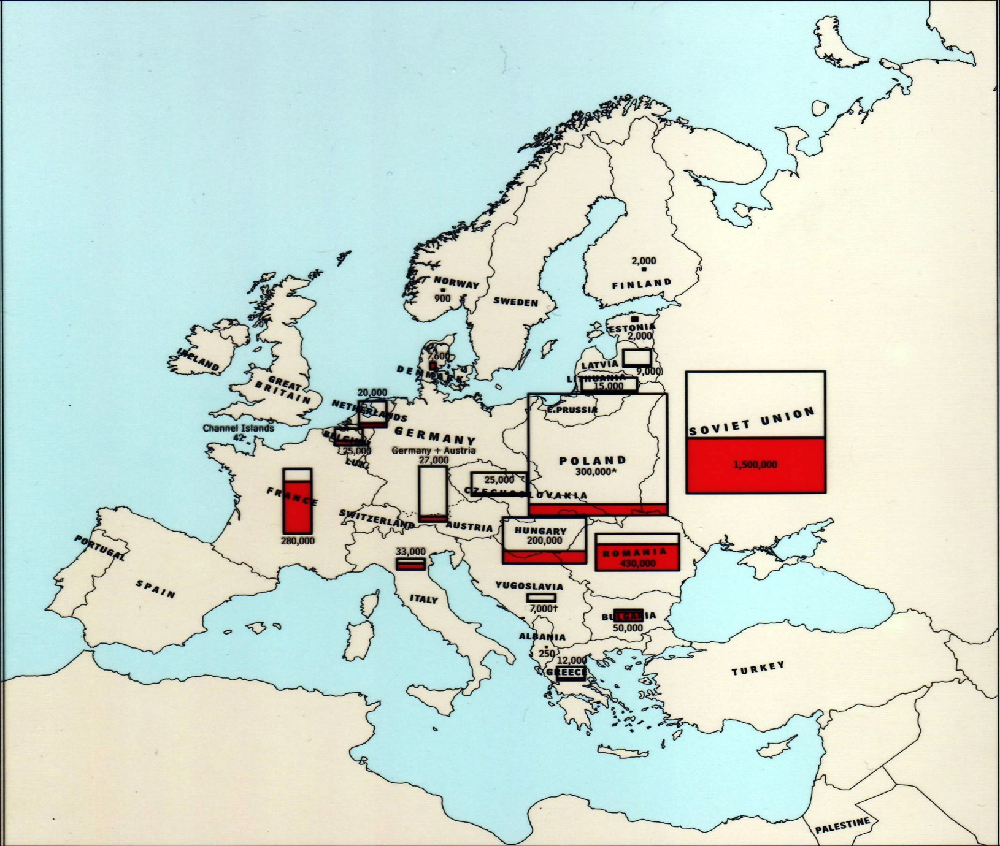 2,000
FINLAND
NORWAY
900
SWEDEN
ESTONIA
2,000
IRELAND
7,600
DENMARK
LATVIA
9,000
LITHUANIA
15,000
GREAT
BRITAIN
20,000
NETHERLANDS
E.PRUSSIA
SOVIET UNION
1,500,000
Channel Islands
42
BELGIUM
25,000
LUX.
GERMANY
Germany + Austria
27,000
POLAND
300,000*
25,000
CZECHOSLOVAKIA
FRANCE
280,000
SWITZERLAND
AUSTRIA
HUNGARY
200,000
ROMANIA
430,000
PORTUGAL
SPAIN
33,000
ITALY
YUGOSLAVIA
7,000†
BULGARIA
50,000
ALBANIA
250
12,000
GREECE
TURKEY
PALESTINE